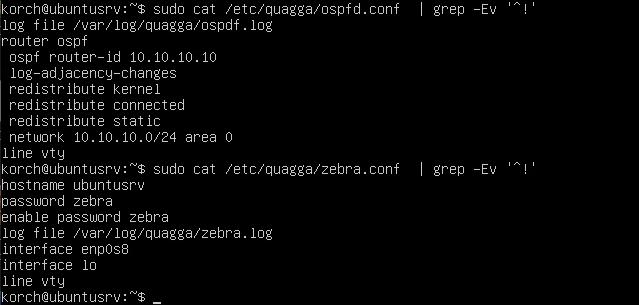 korch@ubuntusrv:~$ sudo cat /etc/quagga/ospfd.conf  | grep -Ev '^!'
log file /var/log/quagga/ospdf.log
router ospf
 ospf router-id 10.10.10.10
 log-adjacency-changes
 redistribute kernel
 redistribute connected
 redistribute static
 network 10.10.10.0/24 area 0
line vty
korch@ubuntusrv:~$ sudo cat /etc/quagga/zebra.conf  | grep -Ev '^!'
hostname ubuntusrv
password zebra
enable password zebra
log file /var/log/quagga/zebra.log
interface enp0s8
interface lo
line vty
korch@ubuntusrv:~$ _